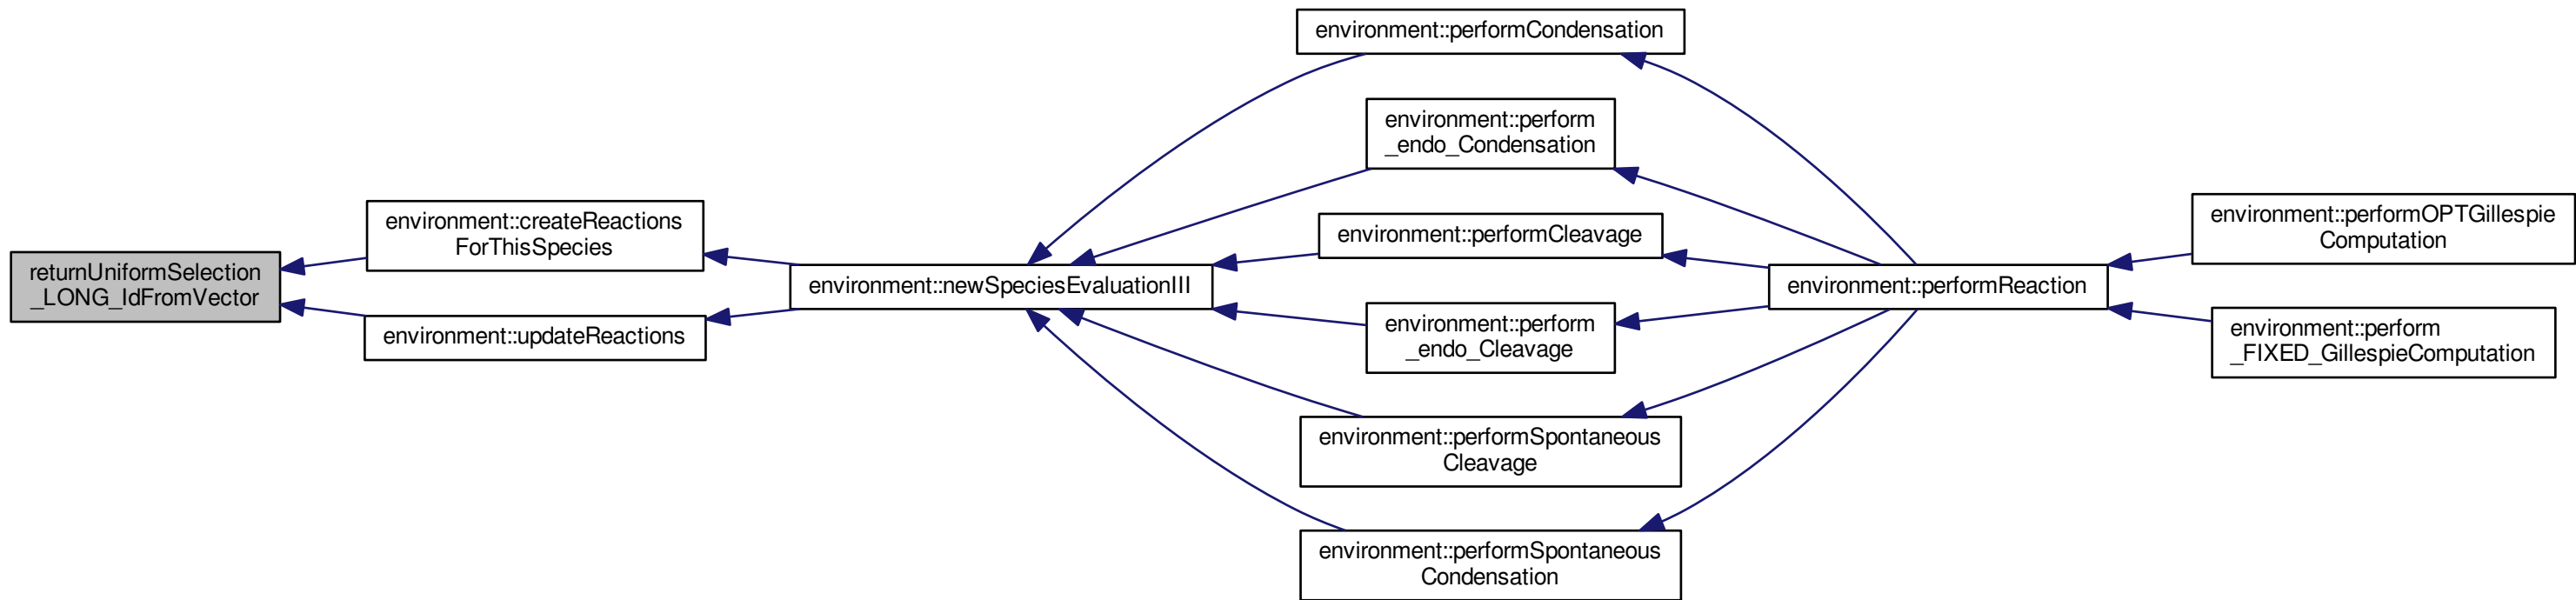 returnUniformSelection
_LONG_IdFromVector
environment::createReactions
ForThisSpecies
environment::updateReactions
environment::newSpeciesEvaluationIII
environment::performCondensation
environment::perform
_endo_Condensation
environment::performCleavage
environment::perform
_endo_Cleavage
environment::performSpontaneous
Cleavage
environment::performSpontaneous
Condensation
environment::performReaction
environment::performOPTGillespie
Computation
environment::perform
_FIXED_GillespieComputation